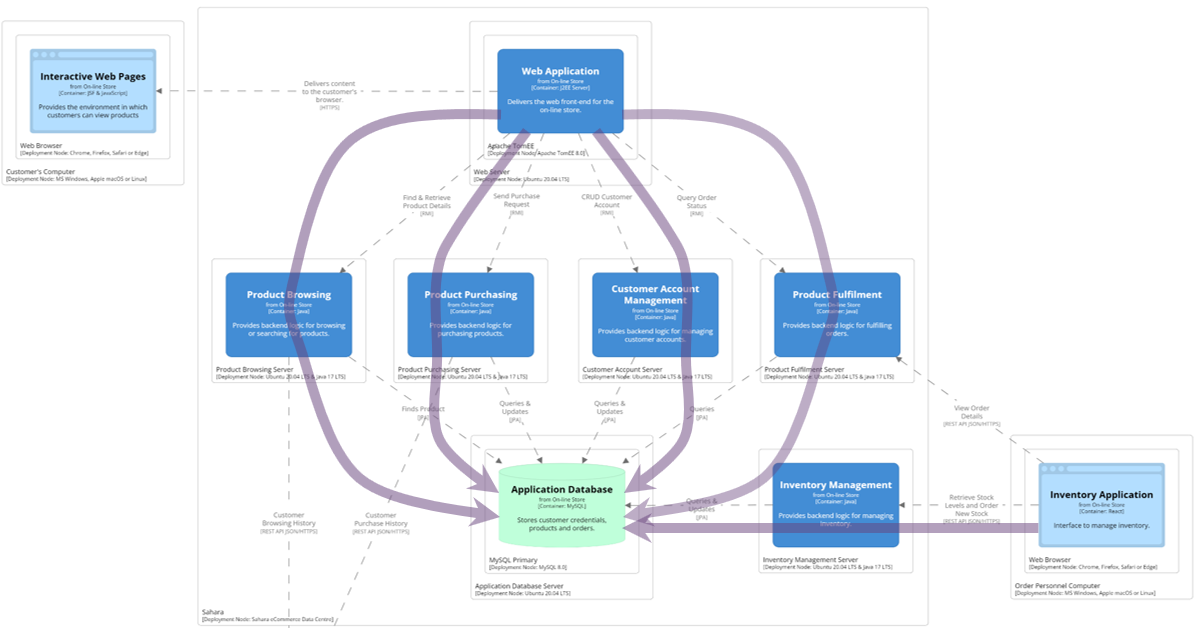 Interactive Web Pages
from On-line Store
[Container: JSF & JavaScript]
Provides the environment in which
customers can view products
Web Browser
[Deployment Node: Chrome, Firefox, Safari or Edge]
Customer's Computer
[Deployment Node: MS Windows, Apple macOS or Linux]
Delivers content
to the customer's
browser.
[HTTPS]
Web Application
from On-line Store
[Container: J2EE Server]
Delivers the web front-end for the
on-line store.
Apache TomEE
[Deployment Node: Apache TomEE 8.0]
Web Server
[Deployment Node: Ubuntu 20.04 LTS]
Find & Retrieve
Product Details
[RMI]
Send Purchase
Request
[RMI]
CRUD Customer
Account
[RMI]
Query Order
Status
[RMI]
Product Browsing
from On-line Store
[Container: Java]
Provides backend logic for browsing
or searching for products.
Product Browsing Server
[Deployment Node: Ubuntu 20.04 LTS & Java 17 LTS]
Product Purchasing
from On-line Store
[Container: Java]
Provides backend logic for
purchasing products.
Product Purchasing Server
[Deployment Node: Ubuntu 20.04 LTS & Java 17 LTS]
Customer Account
Management
from On-line Store
[Container: Java]
Provides backend logic for managing
customer accounts.
Customer Account Server
[Deployment Node: Ubuntu 20.04 LTS & Java 17 LTS]
Product Fulfilment
from On-line Store
[Container: Java]
Provides backend logic for fulfilling
orders.
Product Fulfilment Server
[Deployment Node: Ubuntu 20.04 LTS & Java 17 LTS]
Finds Product
[JPA]
Queries &
Updates
[JPA]
Queries &
Updates
[JPA]
Queries
[JPA]
View Order
Details
[REST API JSON/HTTPS]
Application Database
from On-line Store
[Container: MySQL]
Stores customer credentials,
products and orders.
MySQL Primary
[Deployment Node: MySQL 8.0]
Application Database Server
[Deployment Node: Ubuntu 20.04 LTS]
Queries &
Updates
[JPA]
Inventory Management
from On-line Store
[Container: Java]
Provides backend logic for managing
inventory.
Inventory Management Server
[Deployment Node: Ubuntu 20.04 LTS & Java 17 LTS]
Retrieve Stock
Levels and Order
New Stock
[REST API JSON/HTTPS]
Inventory Application
from On-line Store
[Container: React]
Interface to manage inventory.
Web Browser
[Deployment Node: Chrome, Firefox, Safari or Edge]
Order Personnel Computer
[Deployment Node: MS Windows, Apple macOS or Linux]
Customer
Browsing History
[REST API JSON/HTTPS]
Customer
Purchase History
[REST API JSON/HTTPS]
Sahara
[Deployment Node: Sahara eCommerce Data Centre]